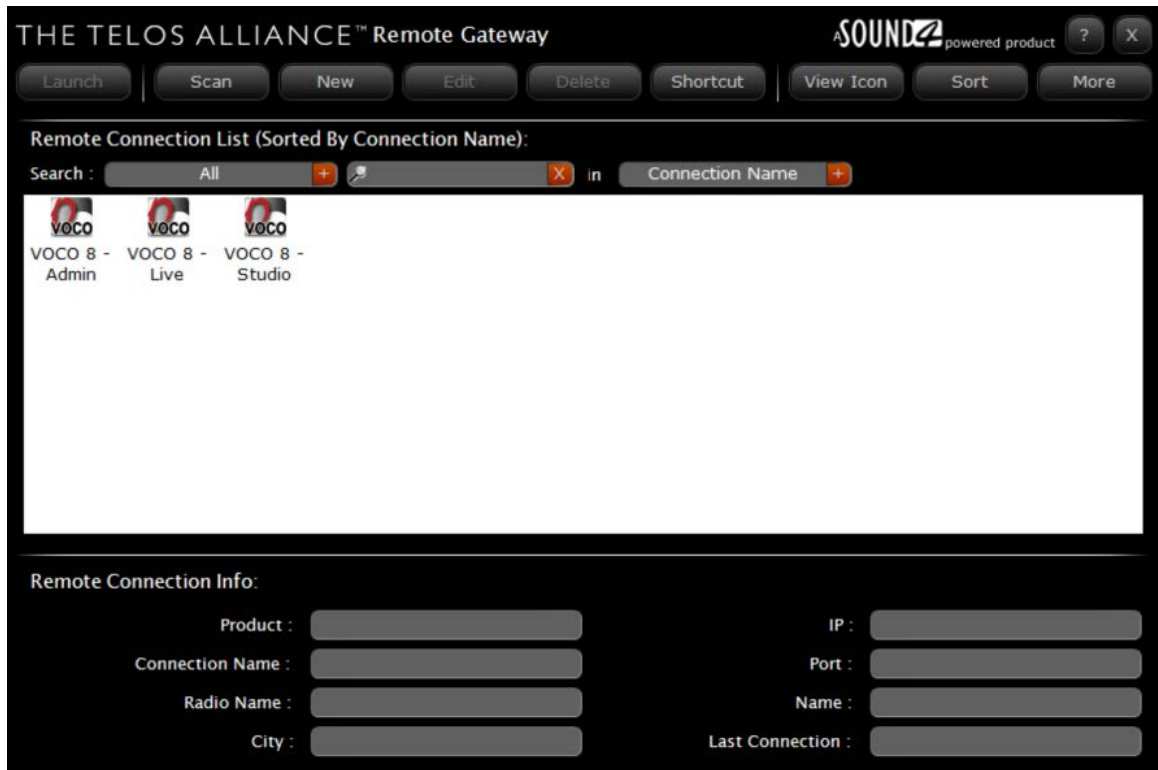 THE TELOS ALLIANCE™ Remote Gateway A SOUND4 powered product ? X
Launch Scan New Edit Delete Shortcut View Icon Sort More
Remote Connection List (Sorted By Connection Name):
Search : All + X in Connection Name +
VOCO VOCO VOCO
VOCO 8 - VOCO 8 - VOCO 8 -
Admin Live Studio
Remote Connection Info:
Product : IP :
Connection Name : Port :
Radio Name : Name :
City : Last Connection :